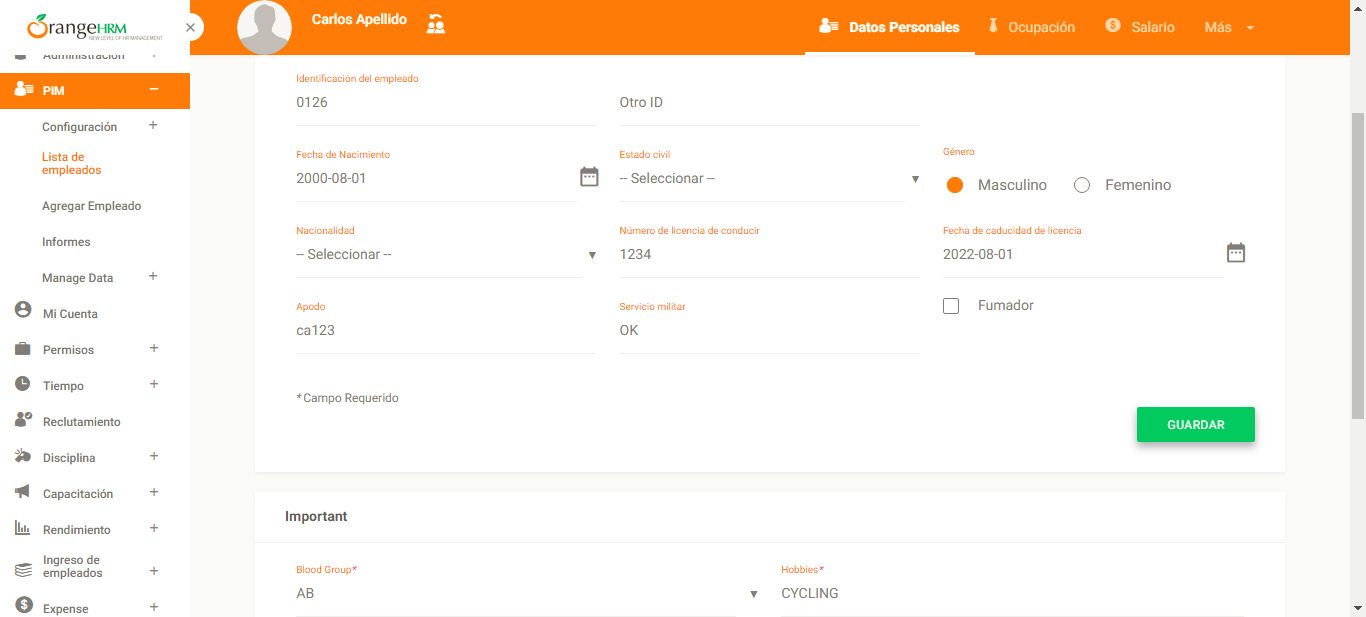 OrangeHRM
NEW LEVEL OF HR MANAGEMENT
Carlos Apellido
Datos Personales
Ocupación
Salario
Más
Administración
PIM
Configuración
Lista de
empleados
Agregar Empleado
Informes
Manage Data
Mi Cuenta
Permisos
Tiempo
Reclutamiento
Disciplina
Capacitación
Rendimiento
Ingreso de
empleados
Expense
Identificación del empleado
0126
Otro ID
Fecha de Nacimiento
2000-08-01
Estado civil
-- Seleccionar --
Género
Masculino
Femenino
Nacionalidad
-- Seleccionar --
Número de licencia de conducir
1234
Fecha de caducidad de licencia
2022-08-01
Apodo
ca123
Servicio militar
OK
Fumador
* Campo Requerido
GUARDAR
Important
Blood Group*
AB
Hobbies*
CYCLING